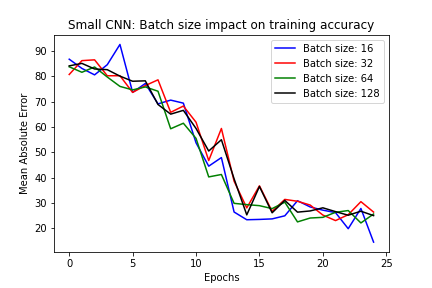 Small CNN: Batch size impact on training accuracy
Batch size: 16
Batch size: 32
Batch size: 64
Batch size: 128
Mean Absolute Error
90
80
70
60
50
40
30
20
0
5
10
15
20
25
Epochs